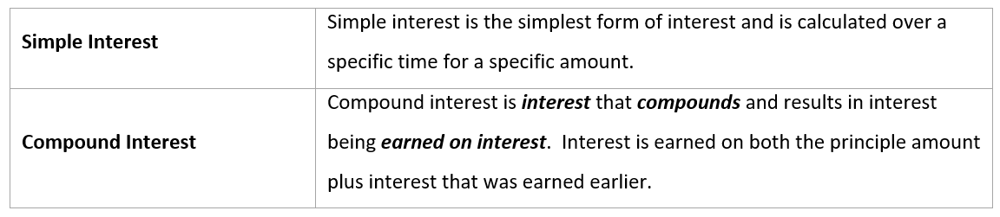 Simple Interest
Simple interest is the simplest form of interest and is calculated over a
specific time for a specific amount.
Compound Interest
Compound interest is interest that compounds and results in interest
being earned on interest.  Interest is earned on both the principle amount
plus interest that was earned earlier.